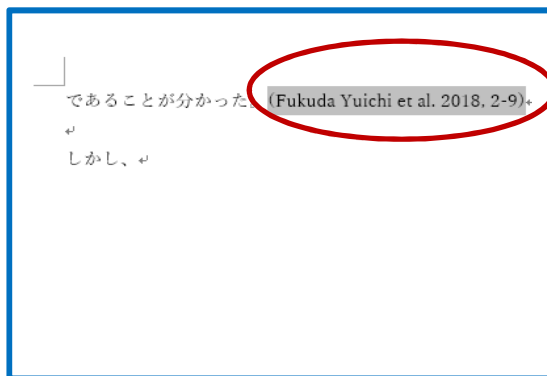 であることが分かった。(Fukuda Yuichi et al. 2018, 2-9)
しかし、